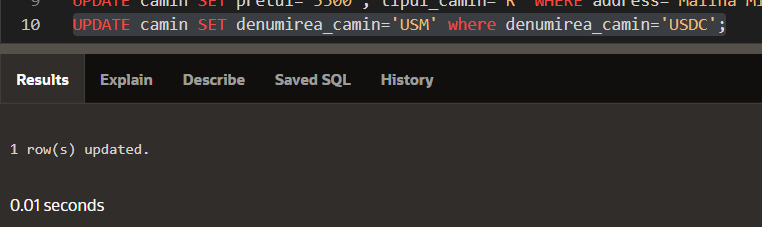 9 UPDATE camin SET pretul='5500', tipul_camin='R' WHERE address='Malina Mi
10 UPDATE camin SET denumirea_camin='USM' where denumirea_camin='USDC';
Results Explain Describe Saved SQL History
1 row(s) updated.
0.01 seconds